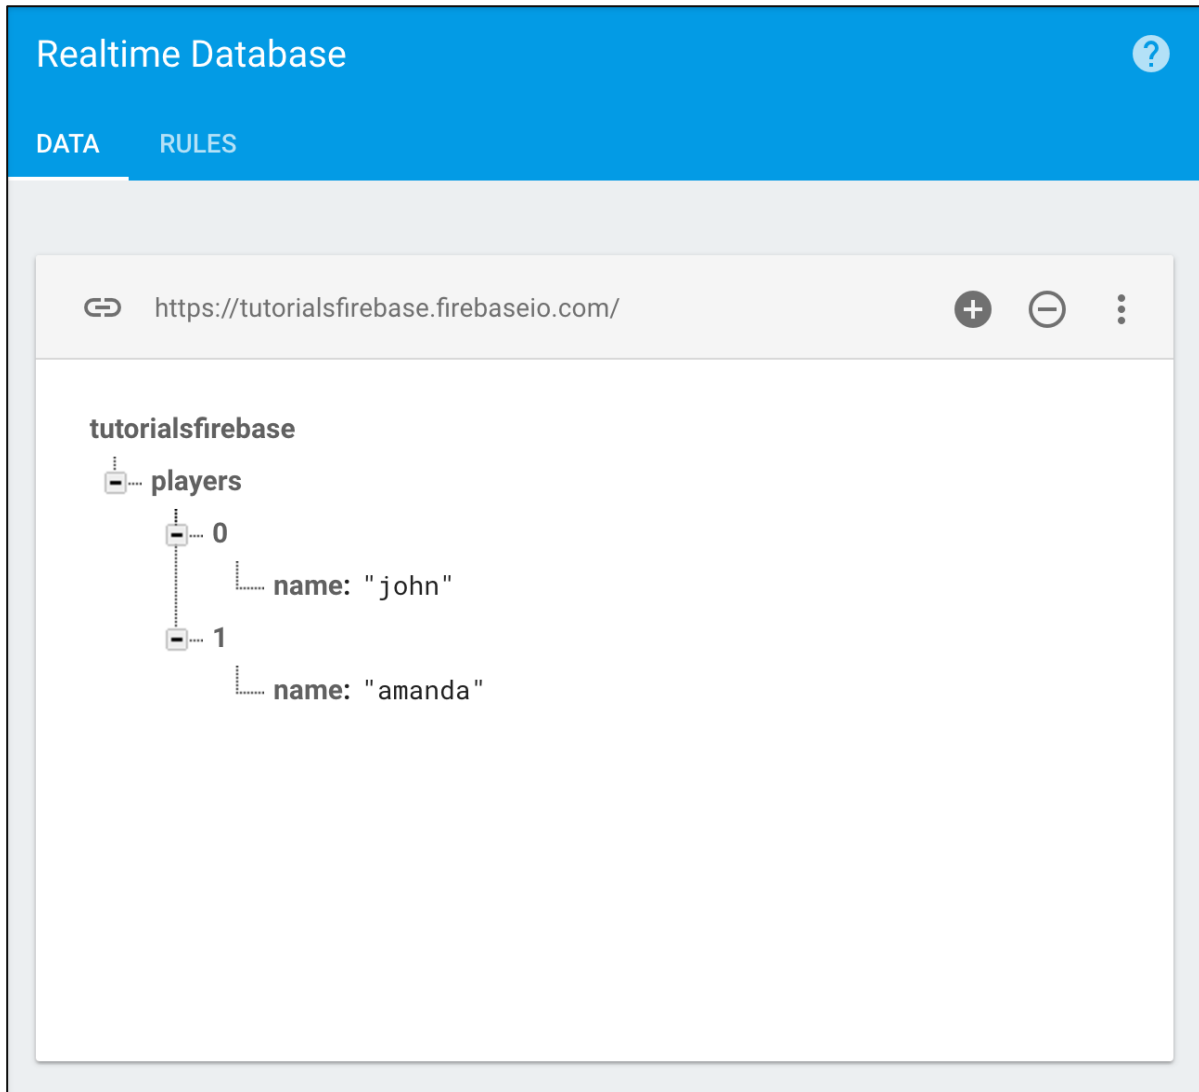 Realtime Database
?
DATA RULES
https://tutorialsfirebase.firebaseio.com/
tutorialsfirebase
players
0
name: "john"
1
name: "amanda"